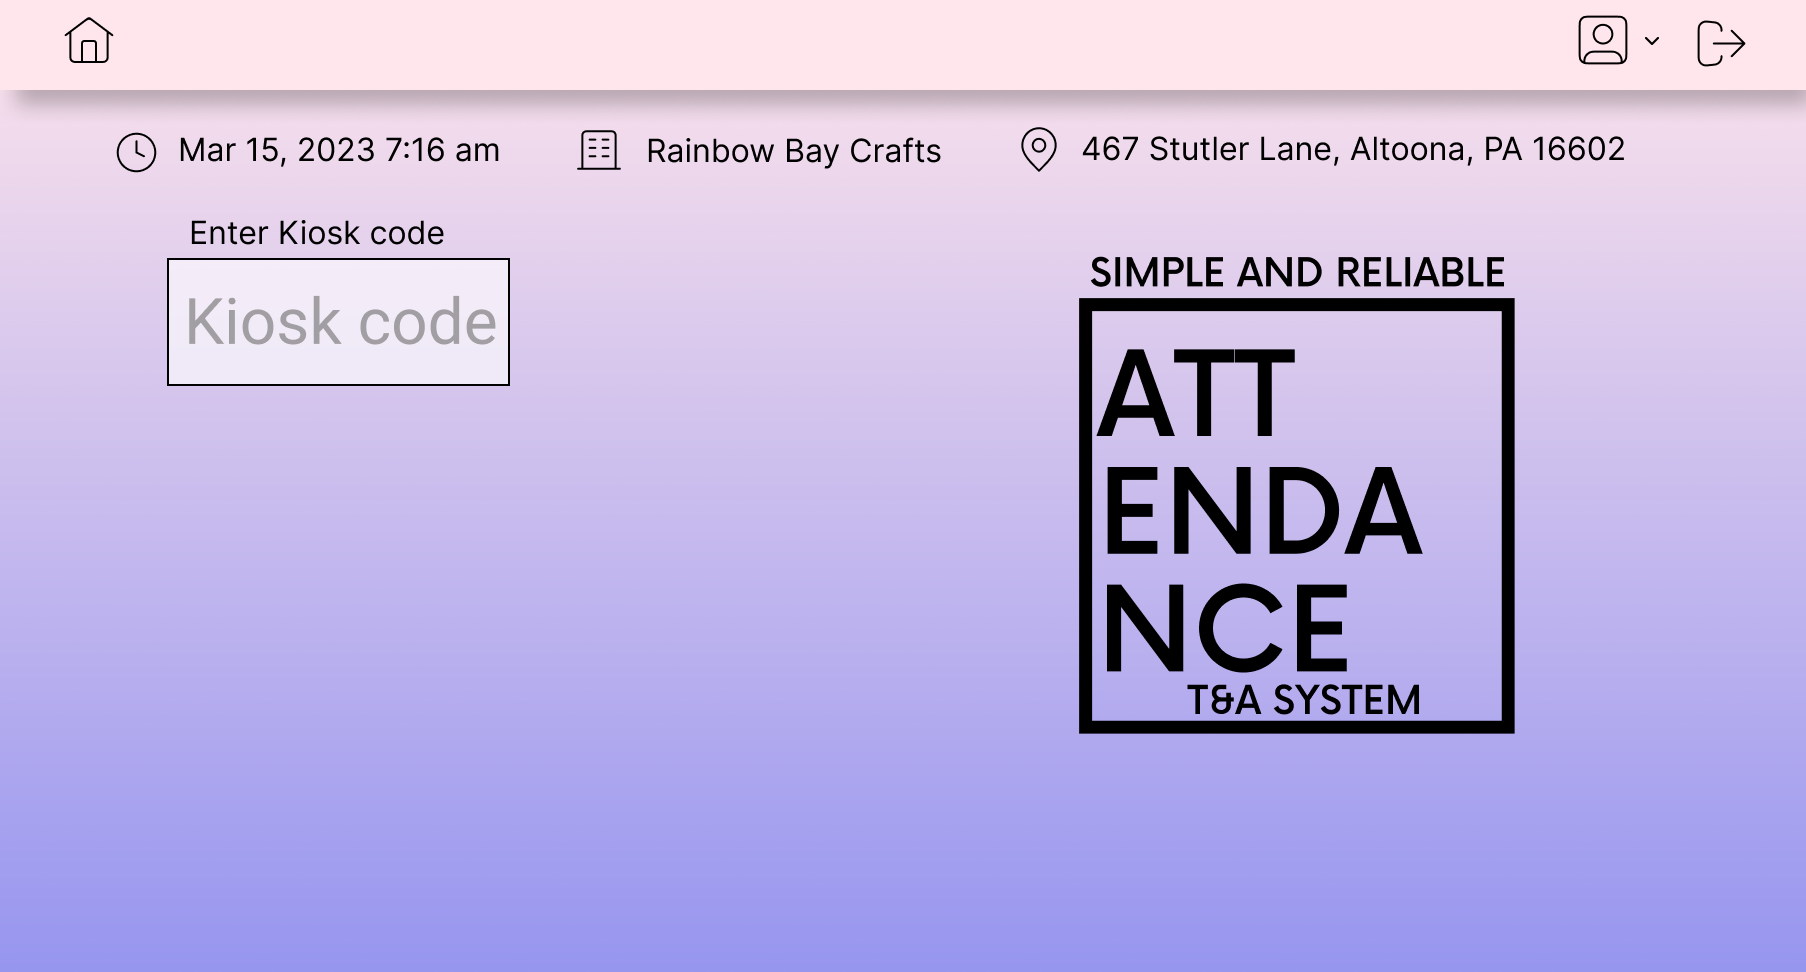 Mar 15, 2023 7:16 am
Rainbow Bay Crafts
467 Stutler Lane, Altoona, PA 16602
Enter Kiosk code
Kiosk code
SIMPLE AND RELIABLE
ATT
ENDA
NCE
T&A SYSTEM